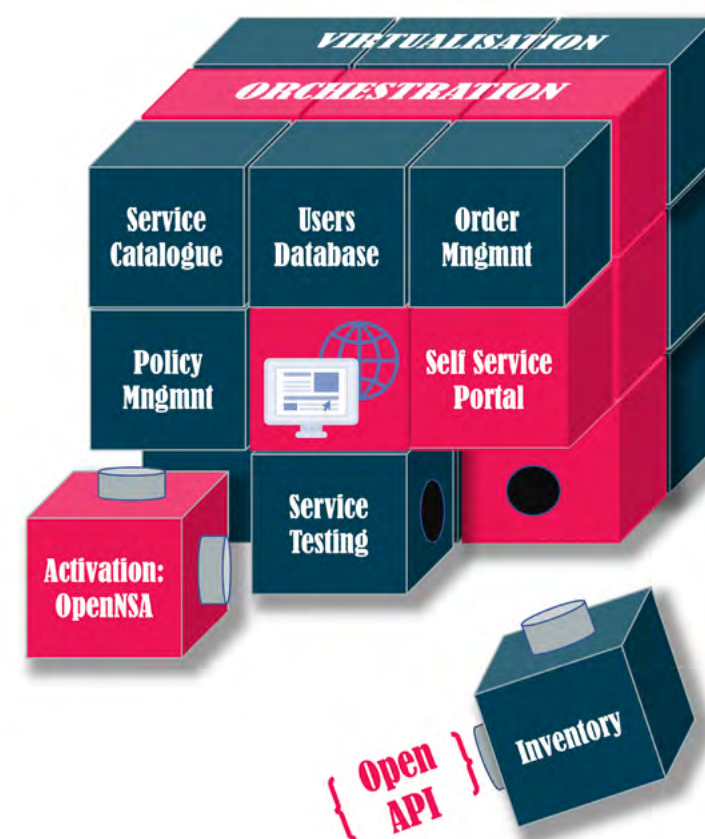 VIRTUALISATION
ORCHESTRATION
Service
Catalogue
Users
Database
Order
Mngmnt
Policy
Mngmnt
Self Service
Portal
Service
Testing
Activation:
OpenNSA
Inventory
{ Open
API }